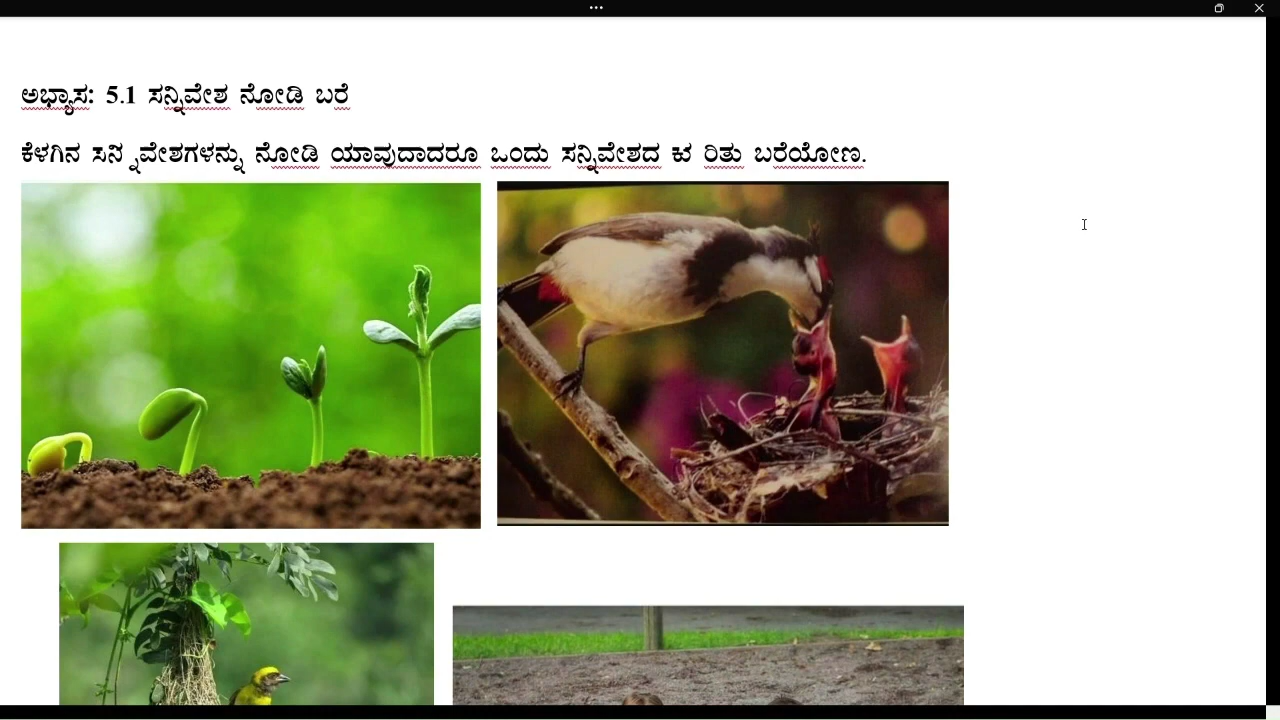 ಅಭ್ಯಾಸ: 5.1 ಸನ್ನಿವೇಶ ನೋಡಿ ಬರೆ
ಕೆಳಗಿನ ಸನ್ನಿವೇಶಗಳನ್ನು ನೋಡಿ ಯಾವುದಾದರೂ ಒಂದು ಸನ್ನಿವೇಶದ ಕುರಿತು ಬರೆಯೋಣ.